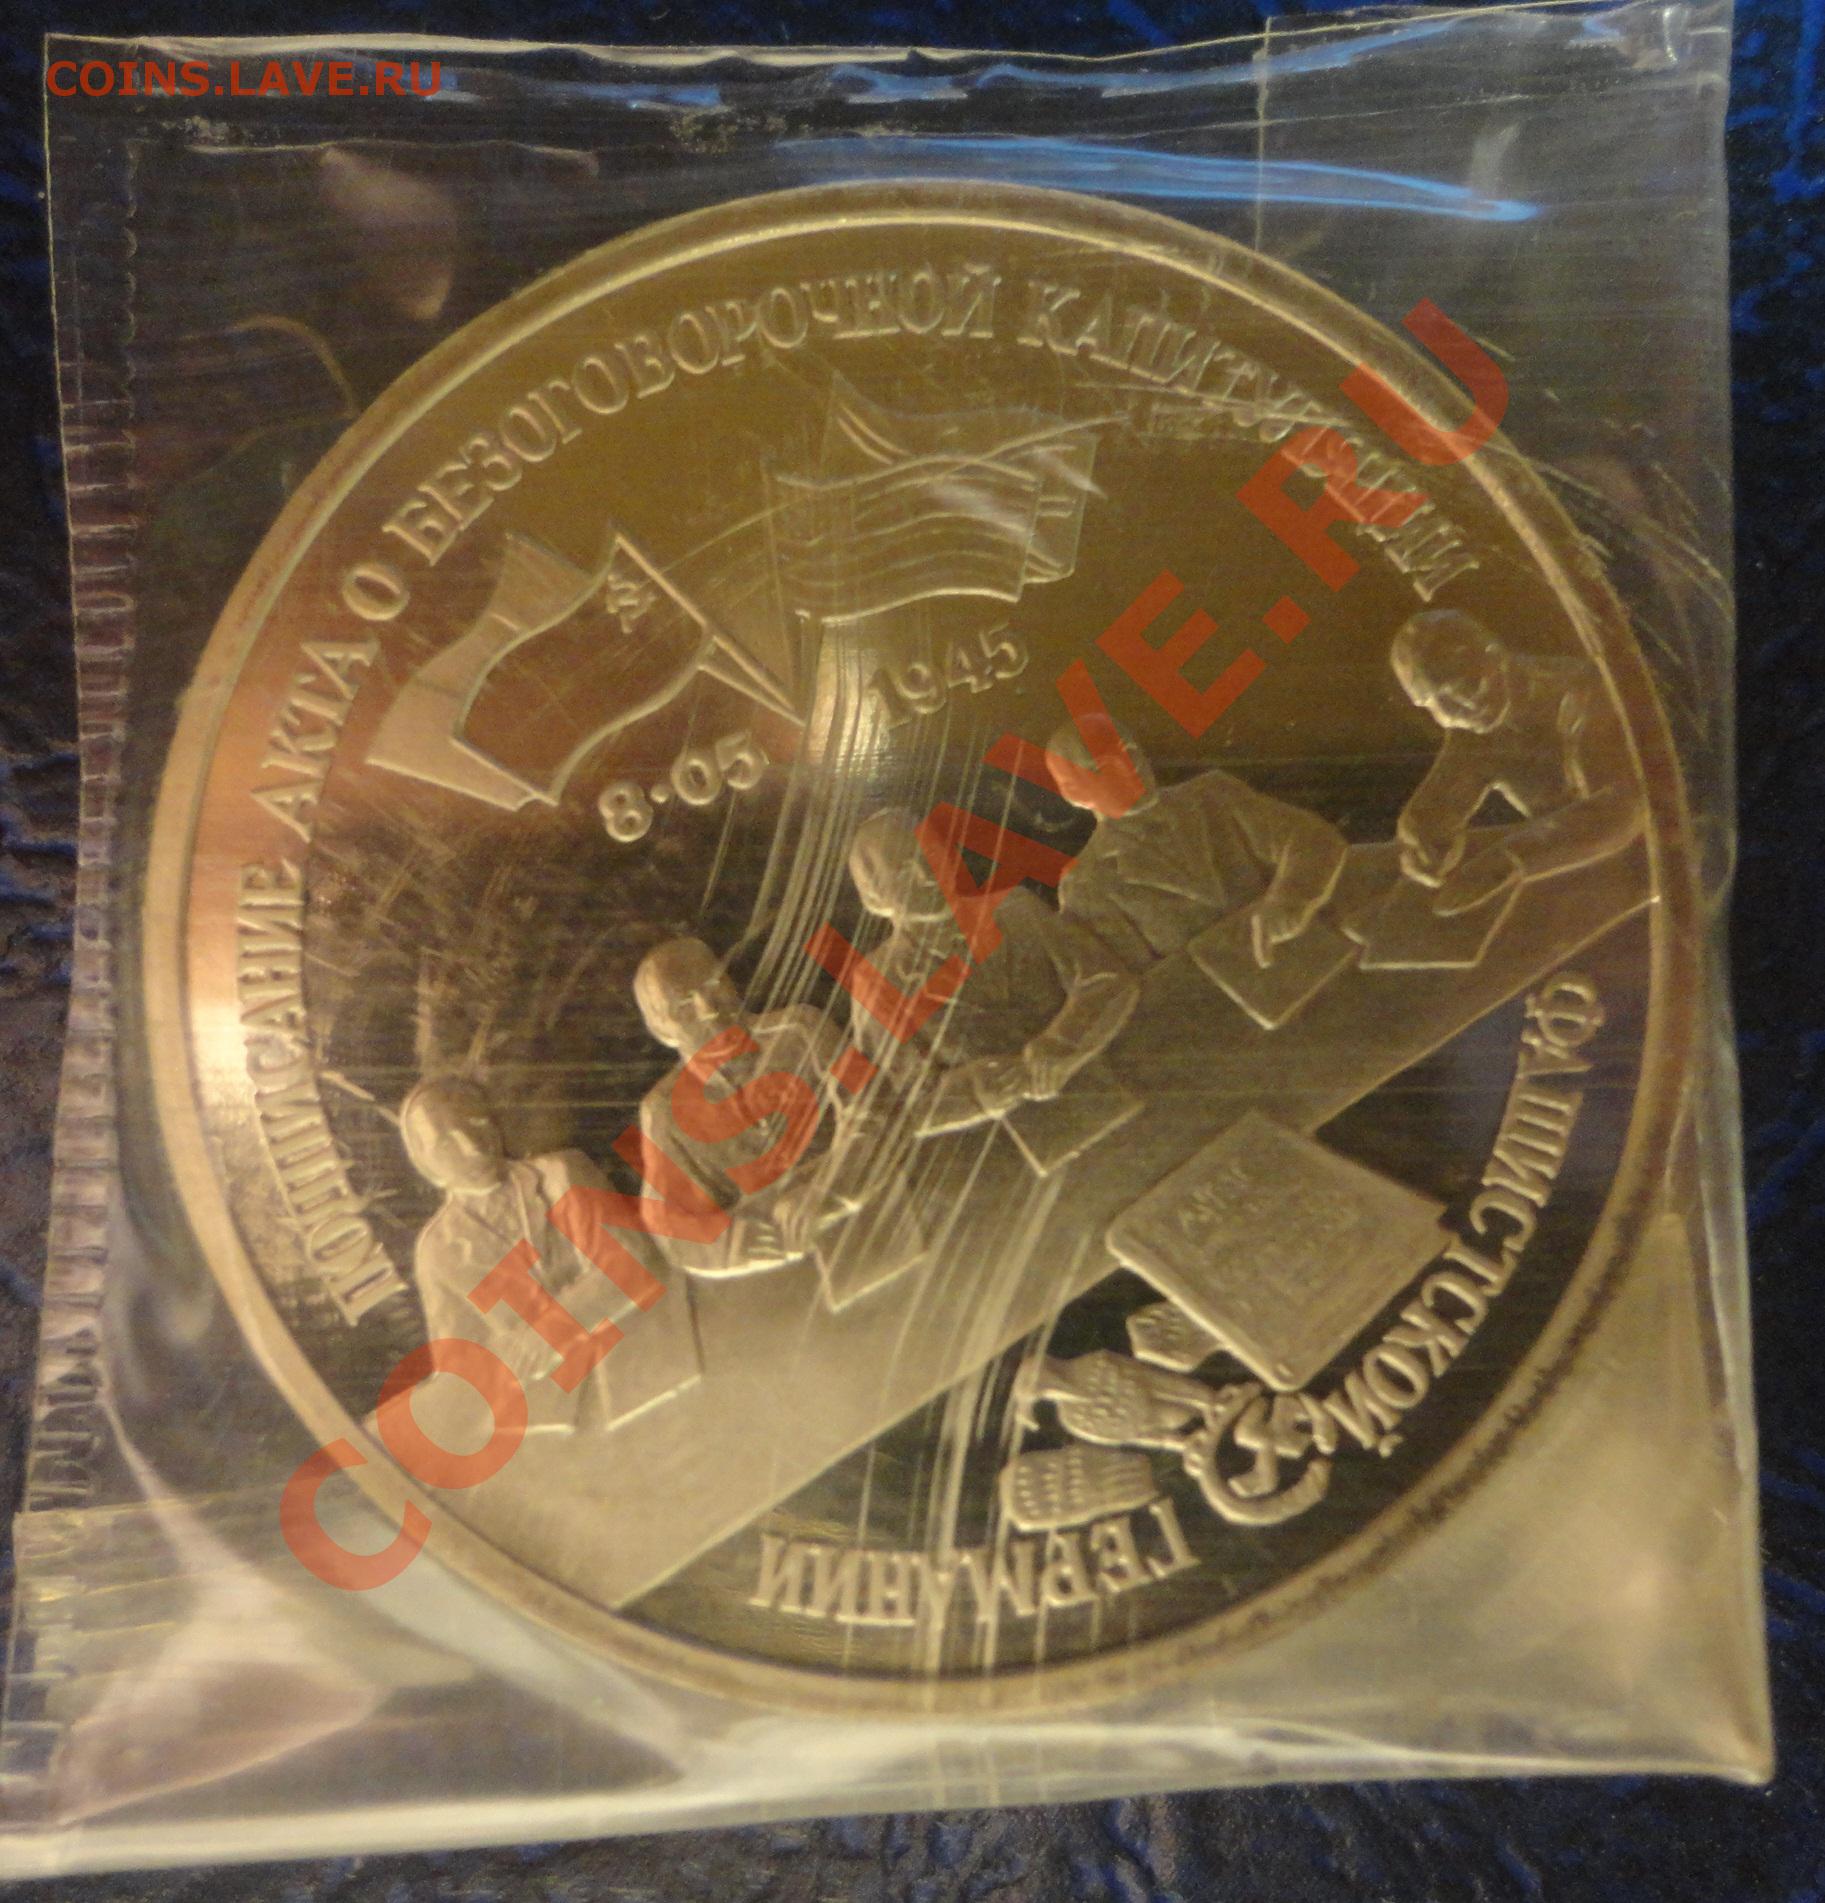 COINS.LAVE.RU
ПОДПИСАНИЕ АКТА О БЕЗОГОВОРОЧНОЙ КАПИТУЛЯЦИИ
ФАШИСТСКОЙ ГЕРМАНИИ
8·05
1945
COINS.LAVE.RU